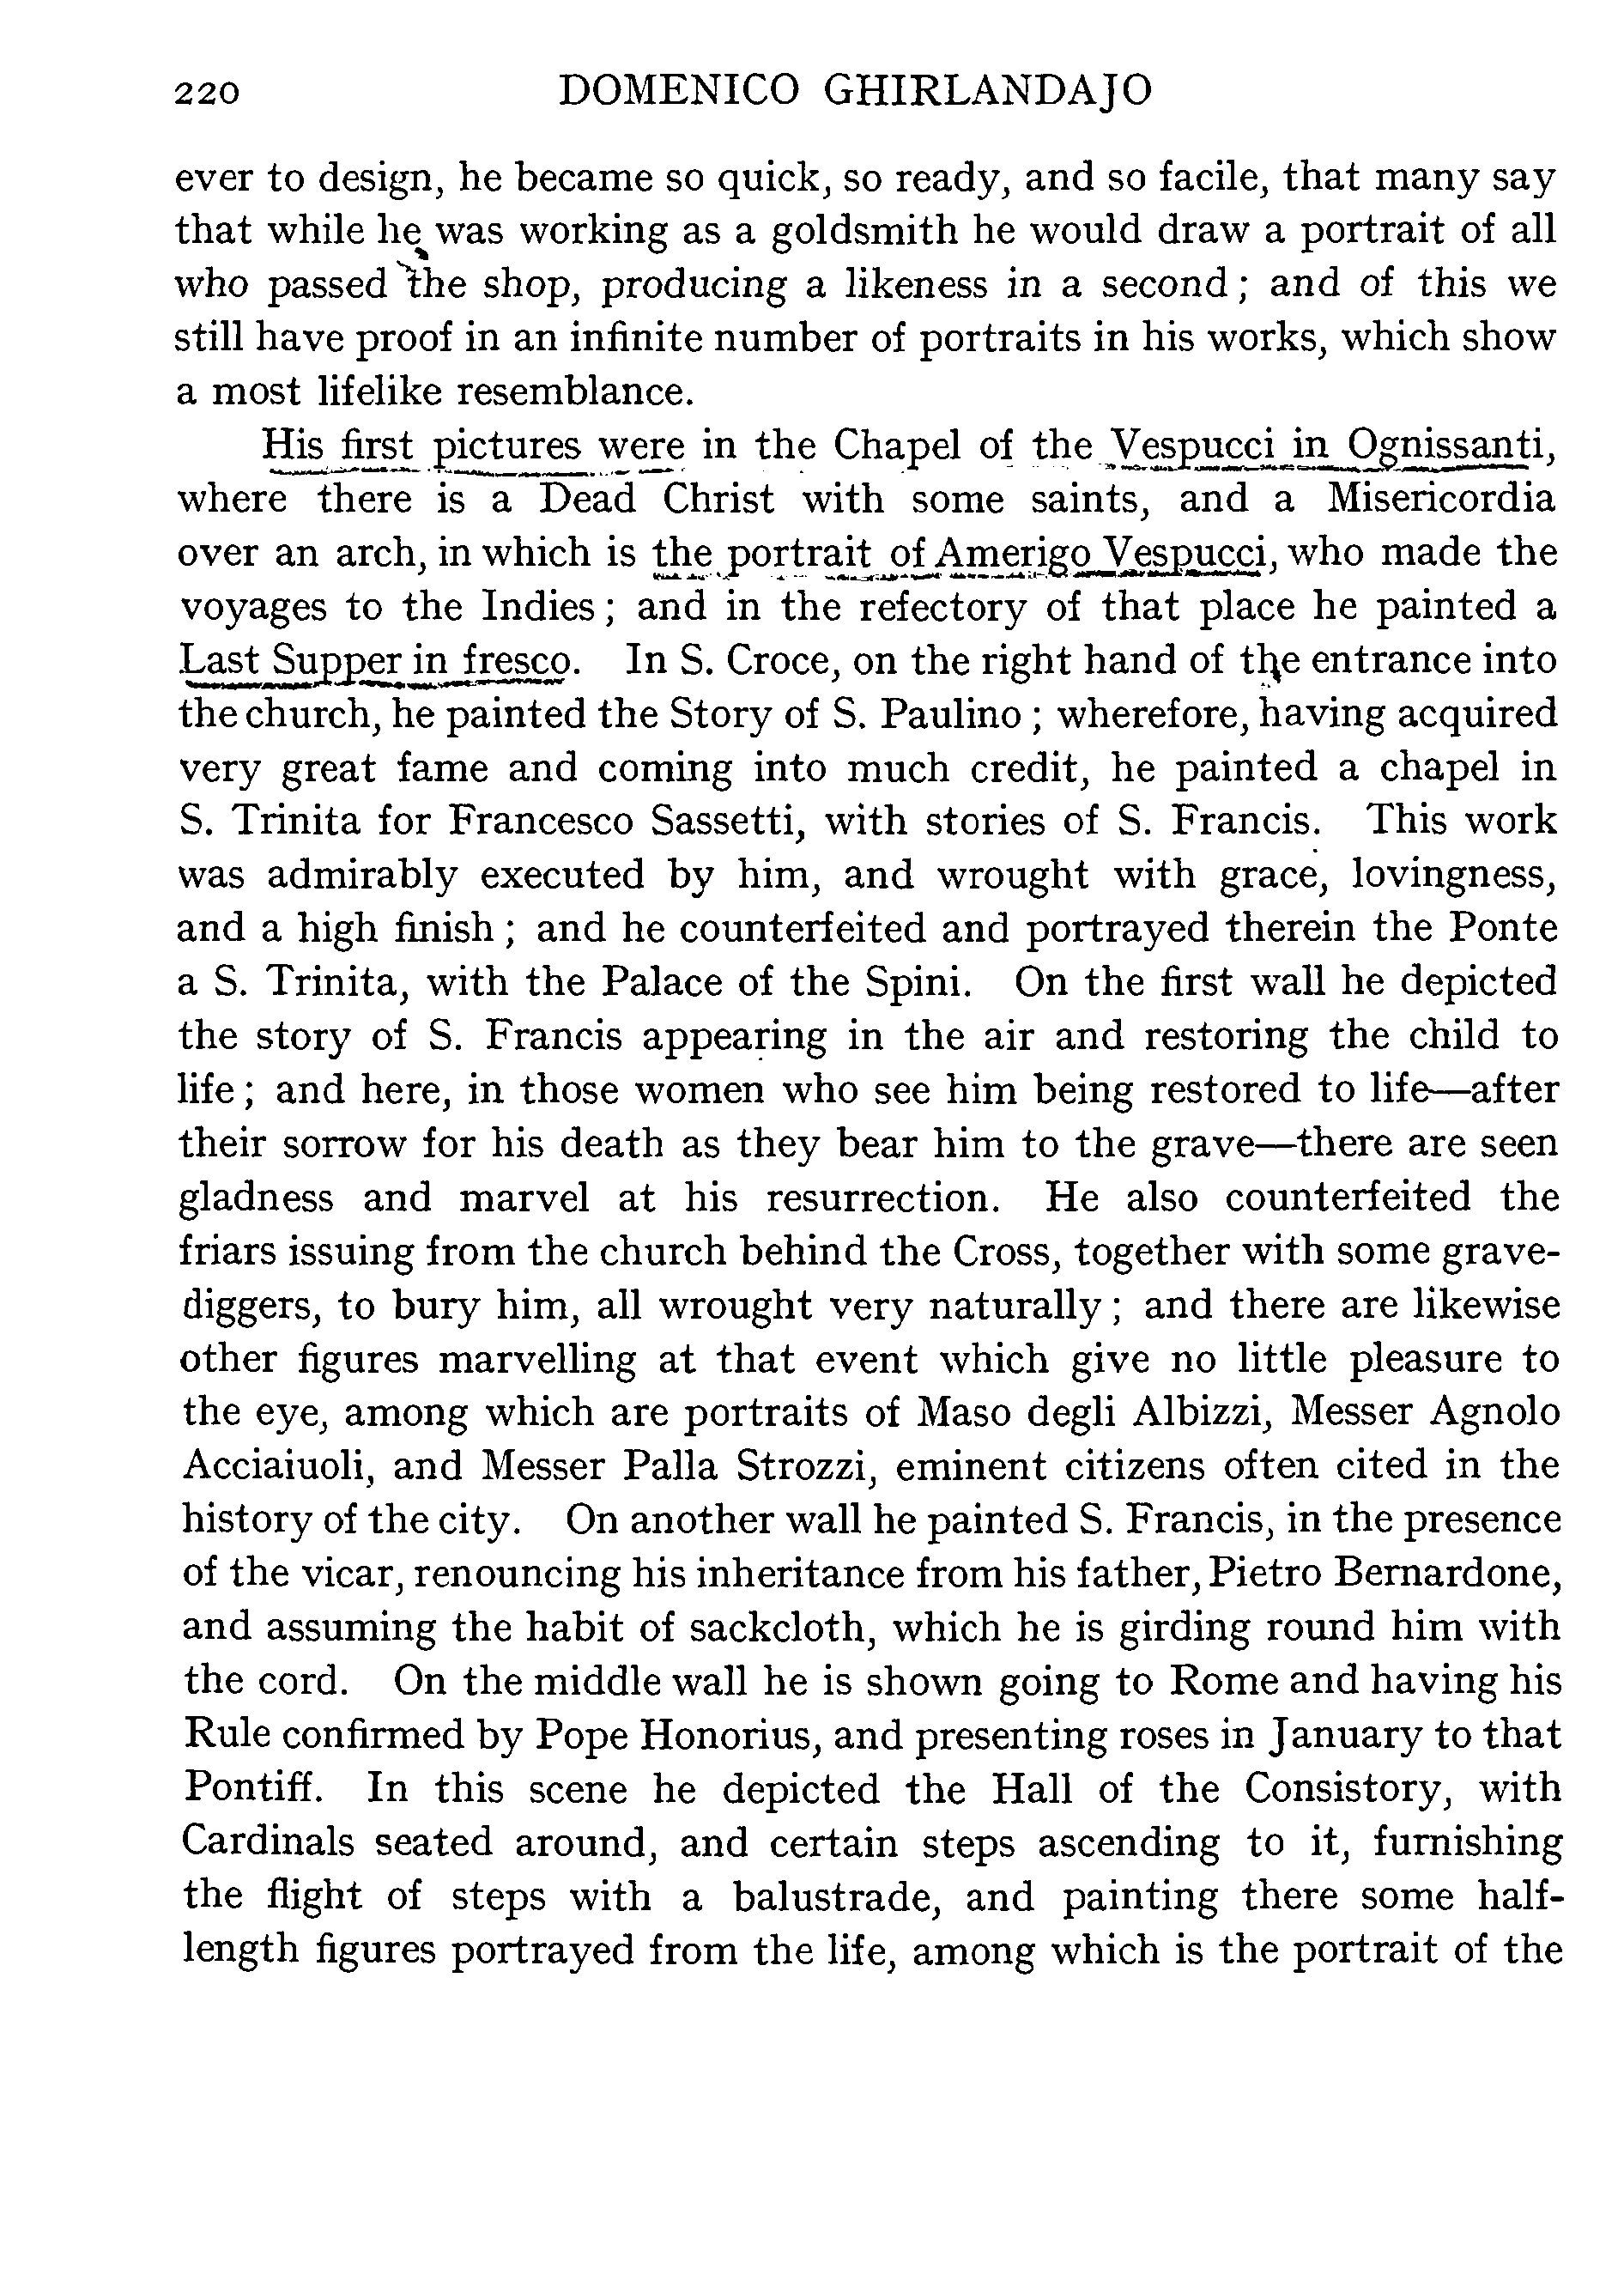 220 DOMENICO GHIRLANDAJO
ever to design, he became so quick, so ready, and so facile, that many say
that while he was working as a goldsmith he would draw a portrait of all
who passed the shop, producing a likeness in a second; and of this we
still have proof in an infinite number of portraits in his works, which show
a most lifelike resemblance.
His first pictures were in the Chapel of the Vespucci in Ognissanti,
where there is a Dead Christ with some saints, and a Misericordia
over an arch, in which is the portrait of Amerigo Vespucci, who made the
voyages to the Indies; and in the refectory of that place he painted a
Last Supper in fresco. In S. Croce, on the right hand of the entrance into
the church, he painted the Story of S. Paulino; wherefore, having acquired
very great fame and coming into much credit, he painted a chapel in
S. Trinita for Francesco Sassetti, with stories of S. Francis. This work
was admirably executed by him, and wrought with grace, lovingness,
and a high finish; and he counterfeited and portrayed therein the Ponte
a S. Trinita, with the Palace of the Spini. On the first wall he depicted
the story of S. Francis appearing in the air and restoring the child to
life; and here, in those women who see him being restored to life—after
their sorrow for his death as they bear him to the grave—there are seen
gladness and marvel at his resurrection. He also counterfeited the
friars issuing from the church behind the Cross, together with some grave-
diggers, to bury him, all wrought very naturally; and there are likewise
other figures marvelling at that event which give no little pleasure to
the eye, among which are portraits of Maso degli Albizzi, Messer Agnolo
Acciaiuoli, and Messer Palla Strozzi, eminent citizens often cited in the
history of the city. On another wall he painted S. Francis, in the presence
of the vicar, renouncing his inheritance from his father, Pietro Bernardone,
and assuming the habit of sackcloth, which he is girding round him with
the cord. On the middle wall he is shown going to Rome and having his
Rule confirmed by Pope Honorius, and presenting roses in January to that
Pontiff. In this scene he depicted the Hall of the Consistory, with
Cardinals seated around, and certain steps ascending to it, furnishing
the flight of steps with a balustrade, and painting there some half-
length figures portrayed from the life, among which is the portrait of the